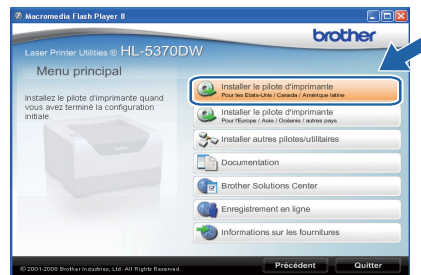 Macromedia Flash Player 8
brother
Laser Printer Utilities ® HL-5370DW
Menu principal
Installez le pilote d'imprimante quand
vous avez terminé la configuration
initiale.
Installer le pilote d'imprimante
Pour les Etats-Unis / Canada / Amérique latine
Installer le pilote d'imprimante
Pour l'Europe / Asie / Océanie / autres pays
Installer autres pilotes/utilitaires
Documentation
Brother Solutions Center
Enregistrement en ligne
Informations sur les fournitures
© 2001-2008 Brother Industries, Ltd. All Rights Reserved.
Précédent
Quitter